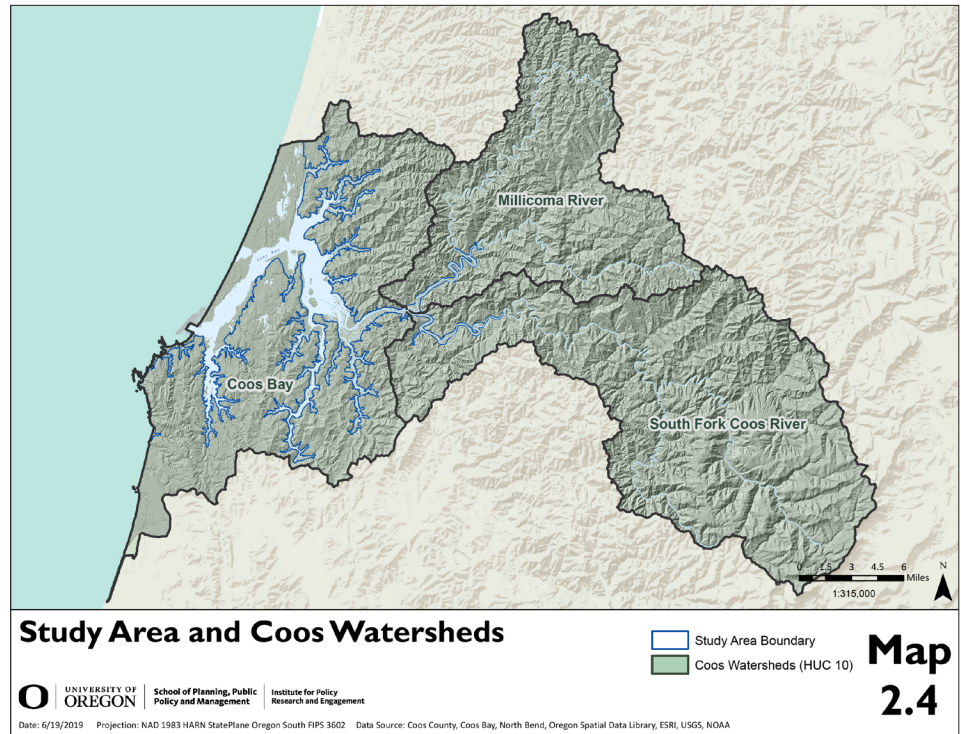 Millicoma River
Coos Bay
Coos Bay
South Fork Coos River
0 1.5 3 4.5 6
Miles
1:315,000
N
Study Area and Coos Watersheds
Study Area Boundary
Coos Watersheds (HUC 10)
Map
2.4
O
UNIVERSITY OF
OREGON
School of Planning, Public
Policy and Management
Institute for Policy
Research and Engagement
Date: 6/19/2019 Projection: NAD 1983 HARN StatePlane Oregon South FIPS 3602 Data Source: Coos County, Coos Bay, North Bend, Oregon Spatial Data Library, ESRI, USGS, NOAA